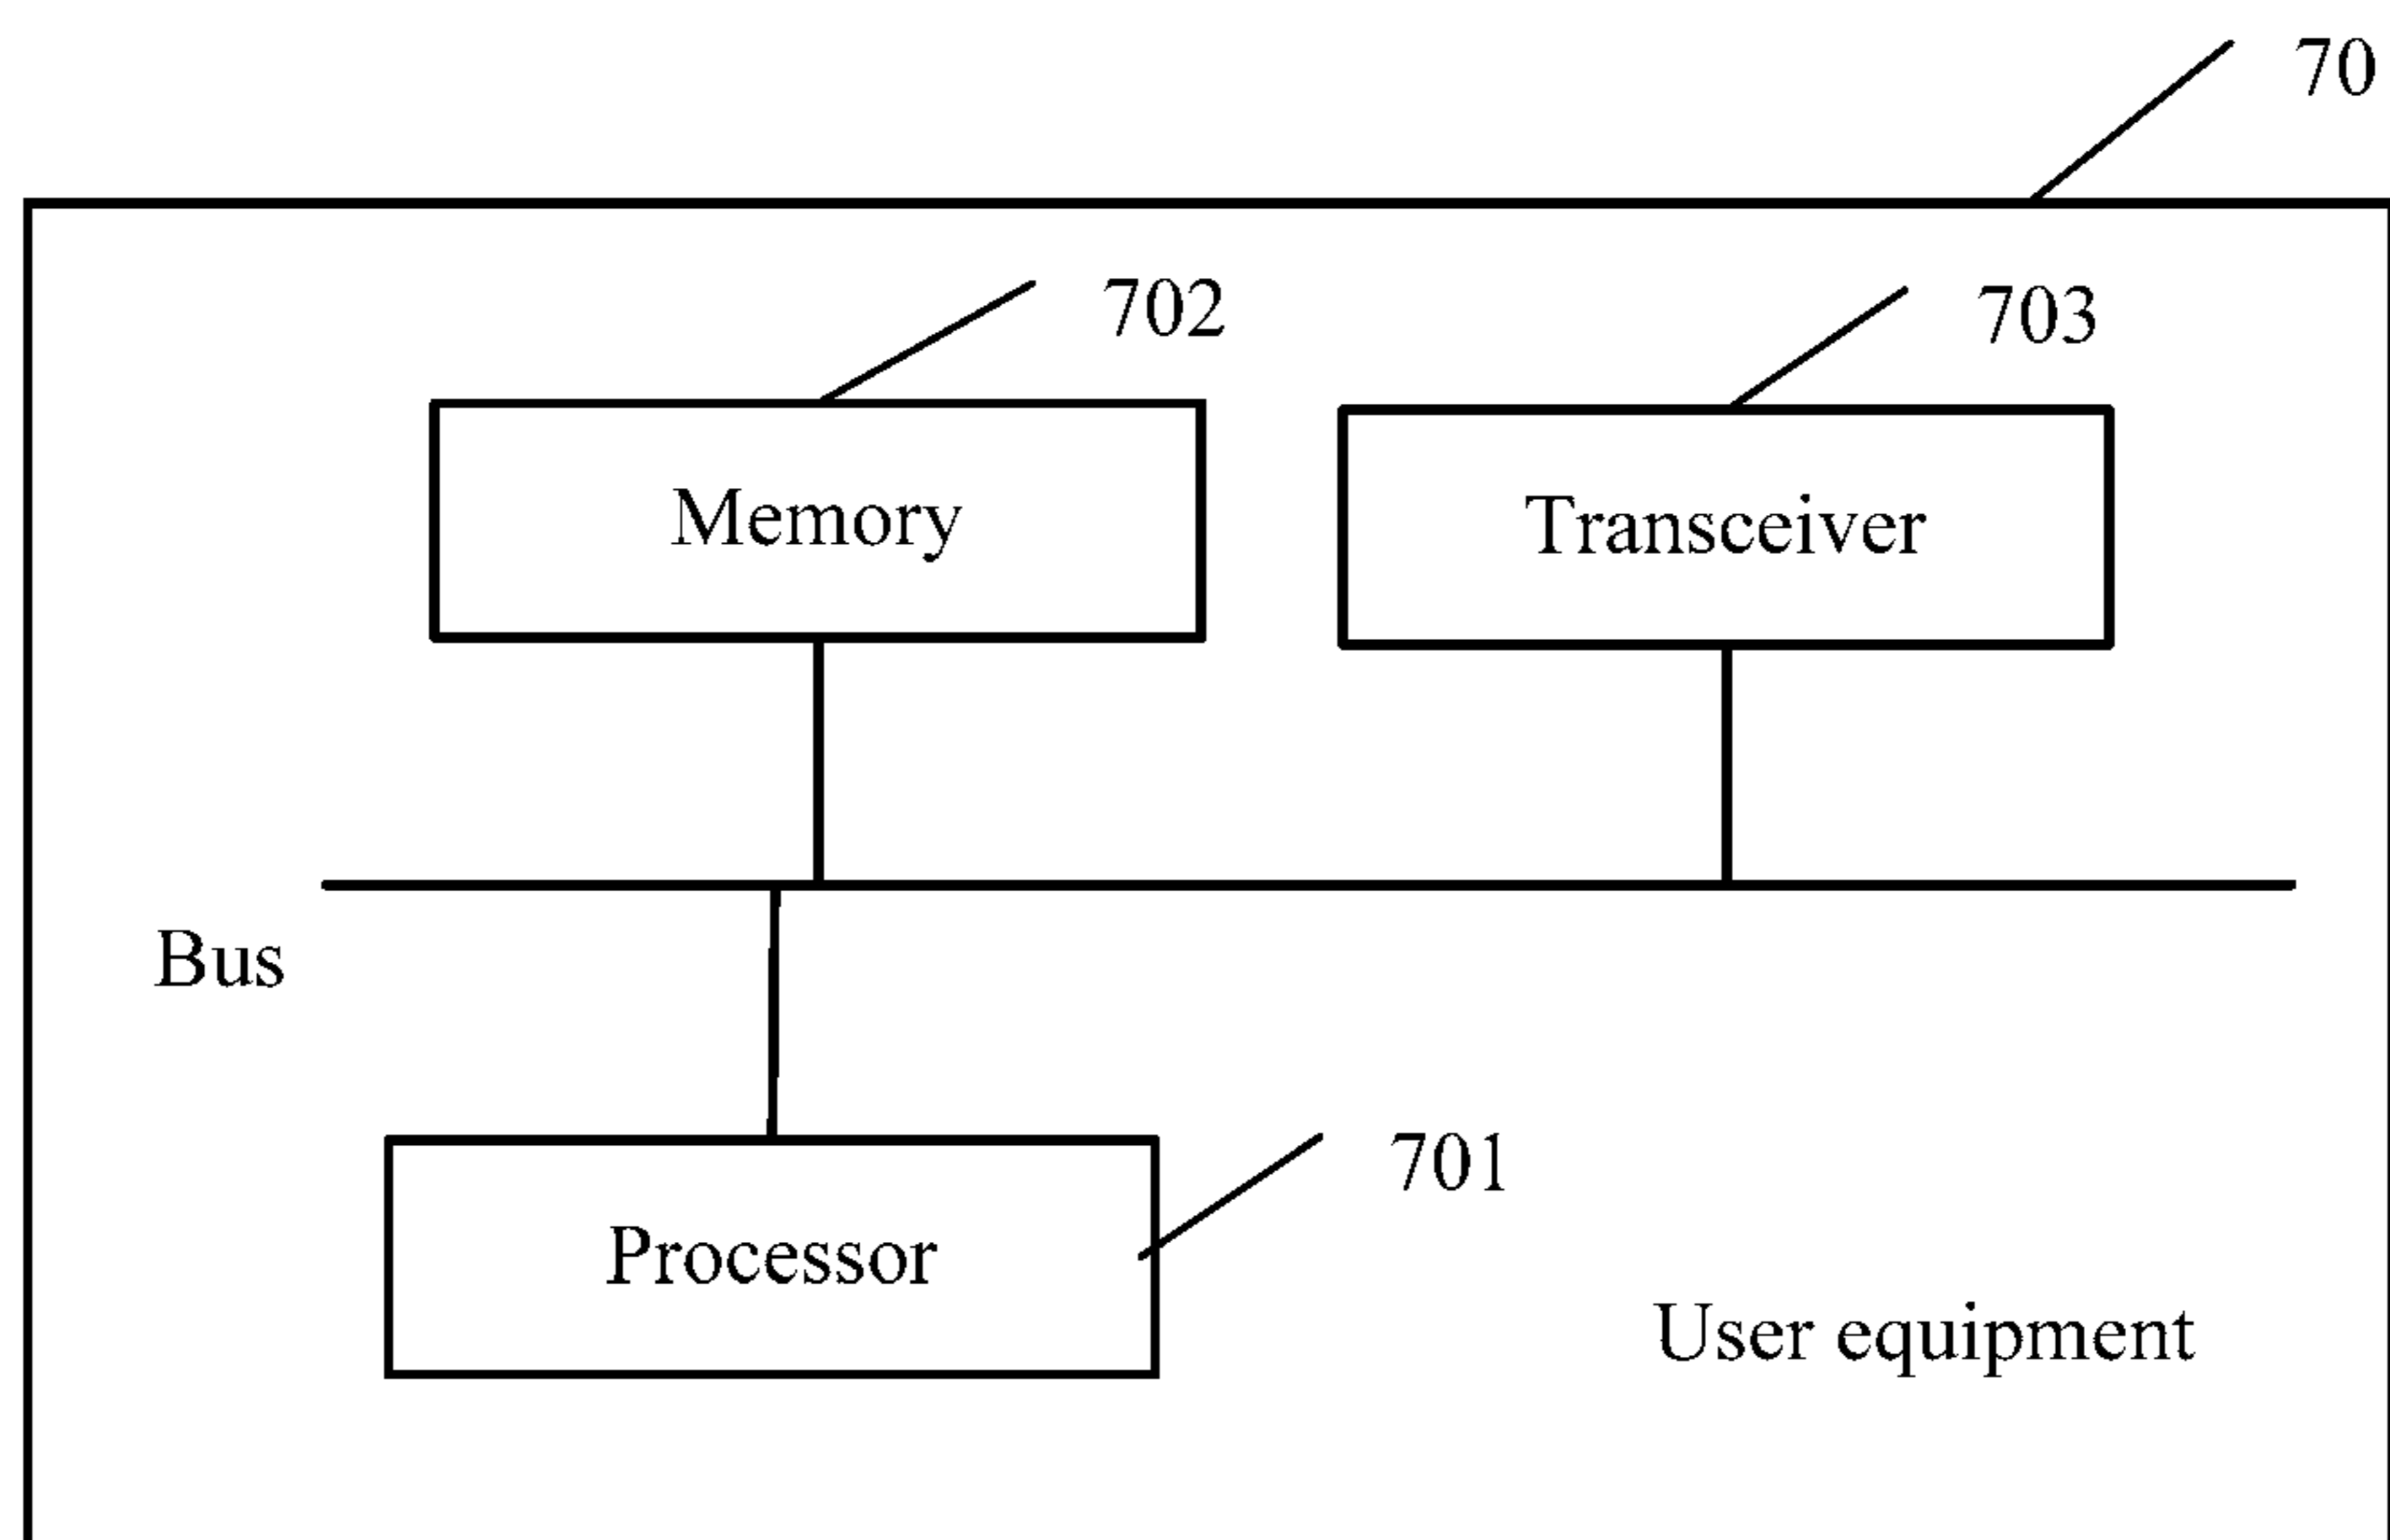 70
702
703
Memory
Transceiver
Bus
701
Processor
User equipment